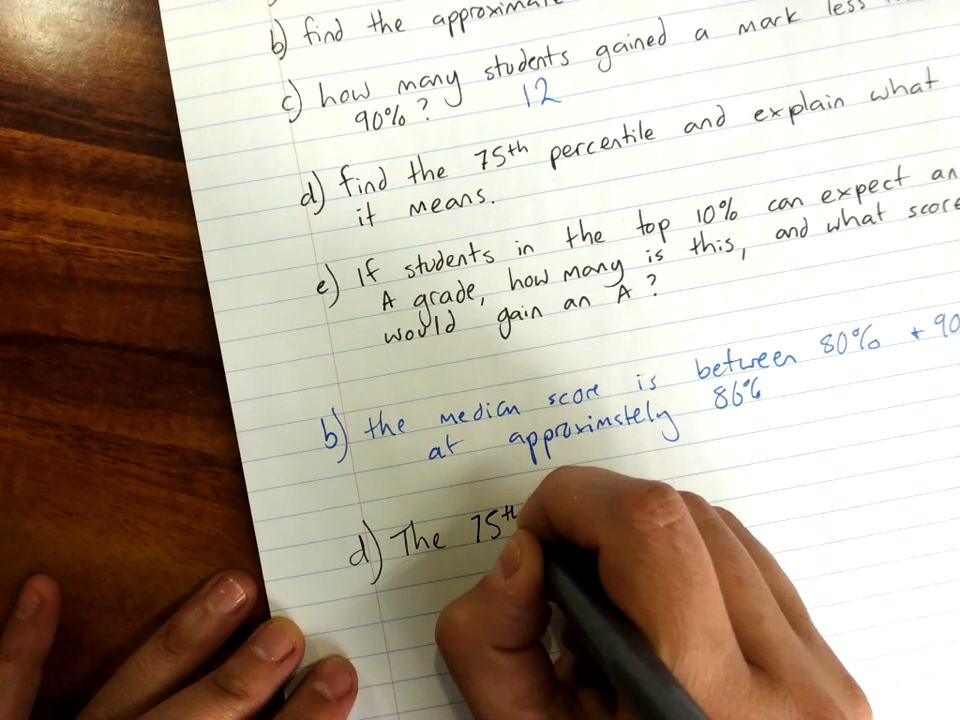 b) find the approximate
c) how many students gained a mark less
90% ? 12
d) find the 75th percentile and explain what
it means.
e) If students in the top 10% can expect an
A grade, how many is this, and what score
would gain an A ?
b) the median score is between 80% + 90
at approximstely 86%
d) The 75th